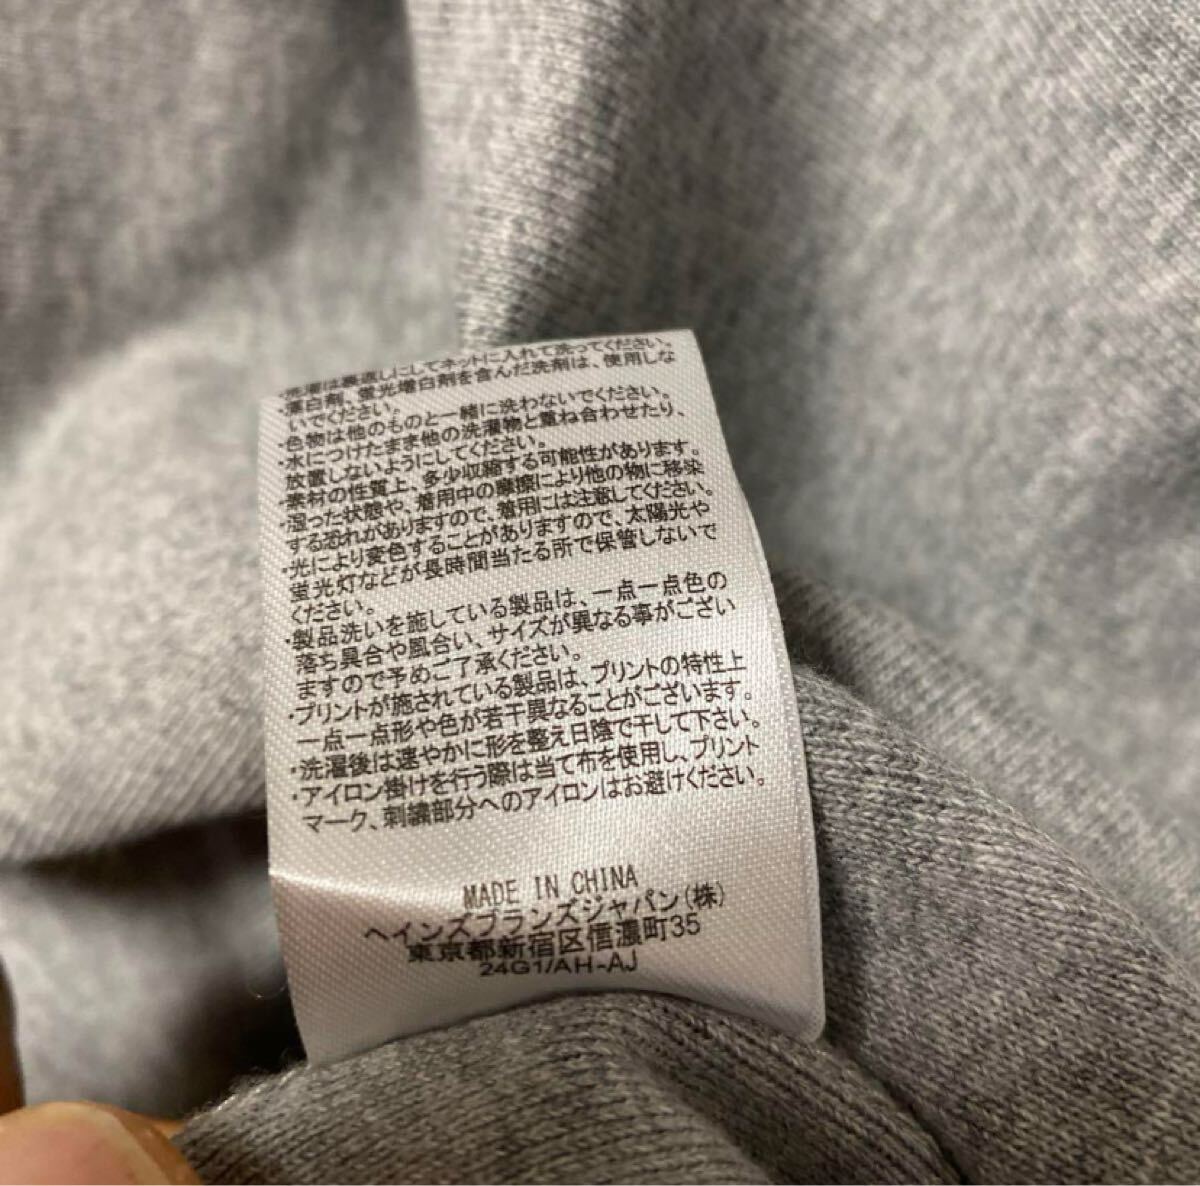 ・洗濯は裏返しにしてネットに入れて洗ってください。
・漂白剤、蛍光増白剤を含んだ洗剤は、使用しな
いでください。
・色物は他のものと一緒に洗わないでください。
・水につけたまま他の洗濯物と重ね合わせたり、
放置しないようにしてください。
・素材の性質上、多少収縮する可能性があります。
・湿った状態や、着用中の摩擦により他の物に移染
する恐れがありますので、着用には注意してください。
・光により変色することがありますので、太陽光や
蛍光灯などが長時間当たる所で保管しないで
ください。
・製品洗いを施している製品は、一点一点色の
落ち具合や風合い、サイズが異なる事がござい
ますので予めご了承ください。
・プリントが施されている製品は、プリントの特性上
一点一点形や色が若干異なることがございます。
・洗濯後は速やかに形を整え日陰で干して下さい。
・アイロン掛けを行う際は当て布を使用し、プリント
マーク、刺繍部分へのアイロンはお避けください。
MADE IN CHINA
ヘインズブランズジャパン(株)
東京都新宿区信濃町35
24G1/AH-AJ